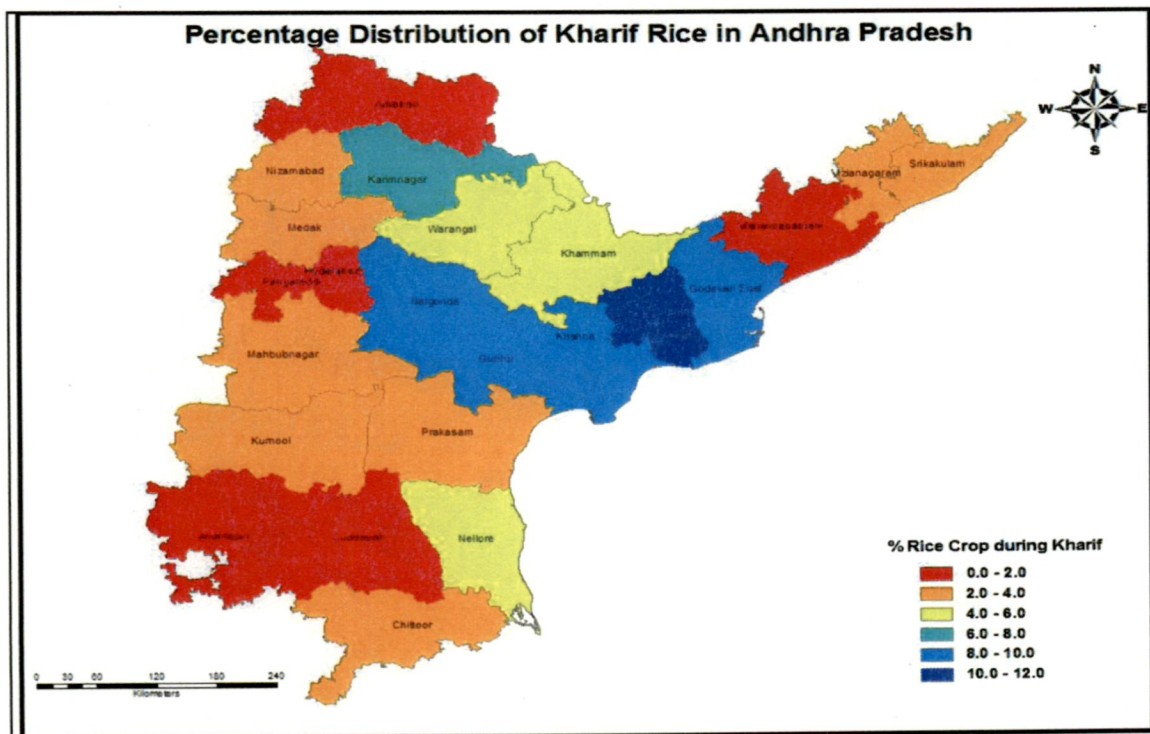 Percentage Distribution of Kharif Rice in Andhra Pradesh
N
W E
S
Adilabad
Nizamabad
Karimnagar
Srikakulam
Vizianagaram
Medak
Warangal
Khammam
Hyderabad
Nalgonda
Godavari East
Khrisna
Mahbubnagar
Guntur
Prakasam
Kurnool
Nellore
Chitoor
% Rice Crop during Kharif
0.0 - 2.0
2.0 - 4.0
4.0 - 6.0
6.0 - 8.0
8.0 - 10.0
10.0 - 12.0
0 30 60 120 180 240
Kilometers